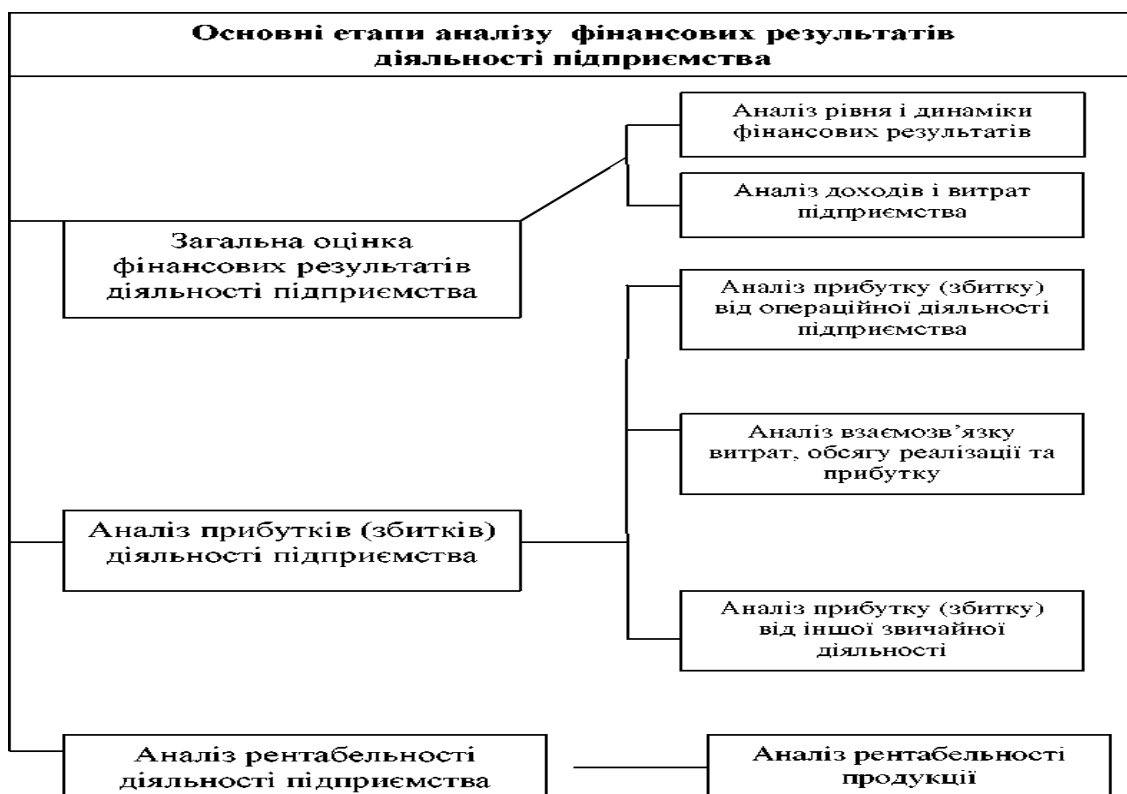 Основні етапи аналізу фінансових результатів
діяльності підприємства
Аналіз рівня і динаміки
фінансових результатів
Аналіз доходів і витрат
підприємства
Загальна оцінка
фінансових результатів
діяльності підприємства
Аналіз прибутку (збитку)
від операційної діяльності
підприємства
Аналіз взаємозв’язку
витрат, обсягу реалізації та
прибутку
Аналіз прибутків (збитків)
діяльності підприємства
Аналіз прибутку (збитку)
від іншої звичайної
діяльності
Аналіз рентабельності
діяльності підприємства
Аналіз рентабельності
продукції